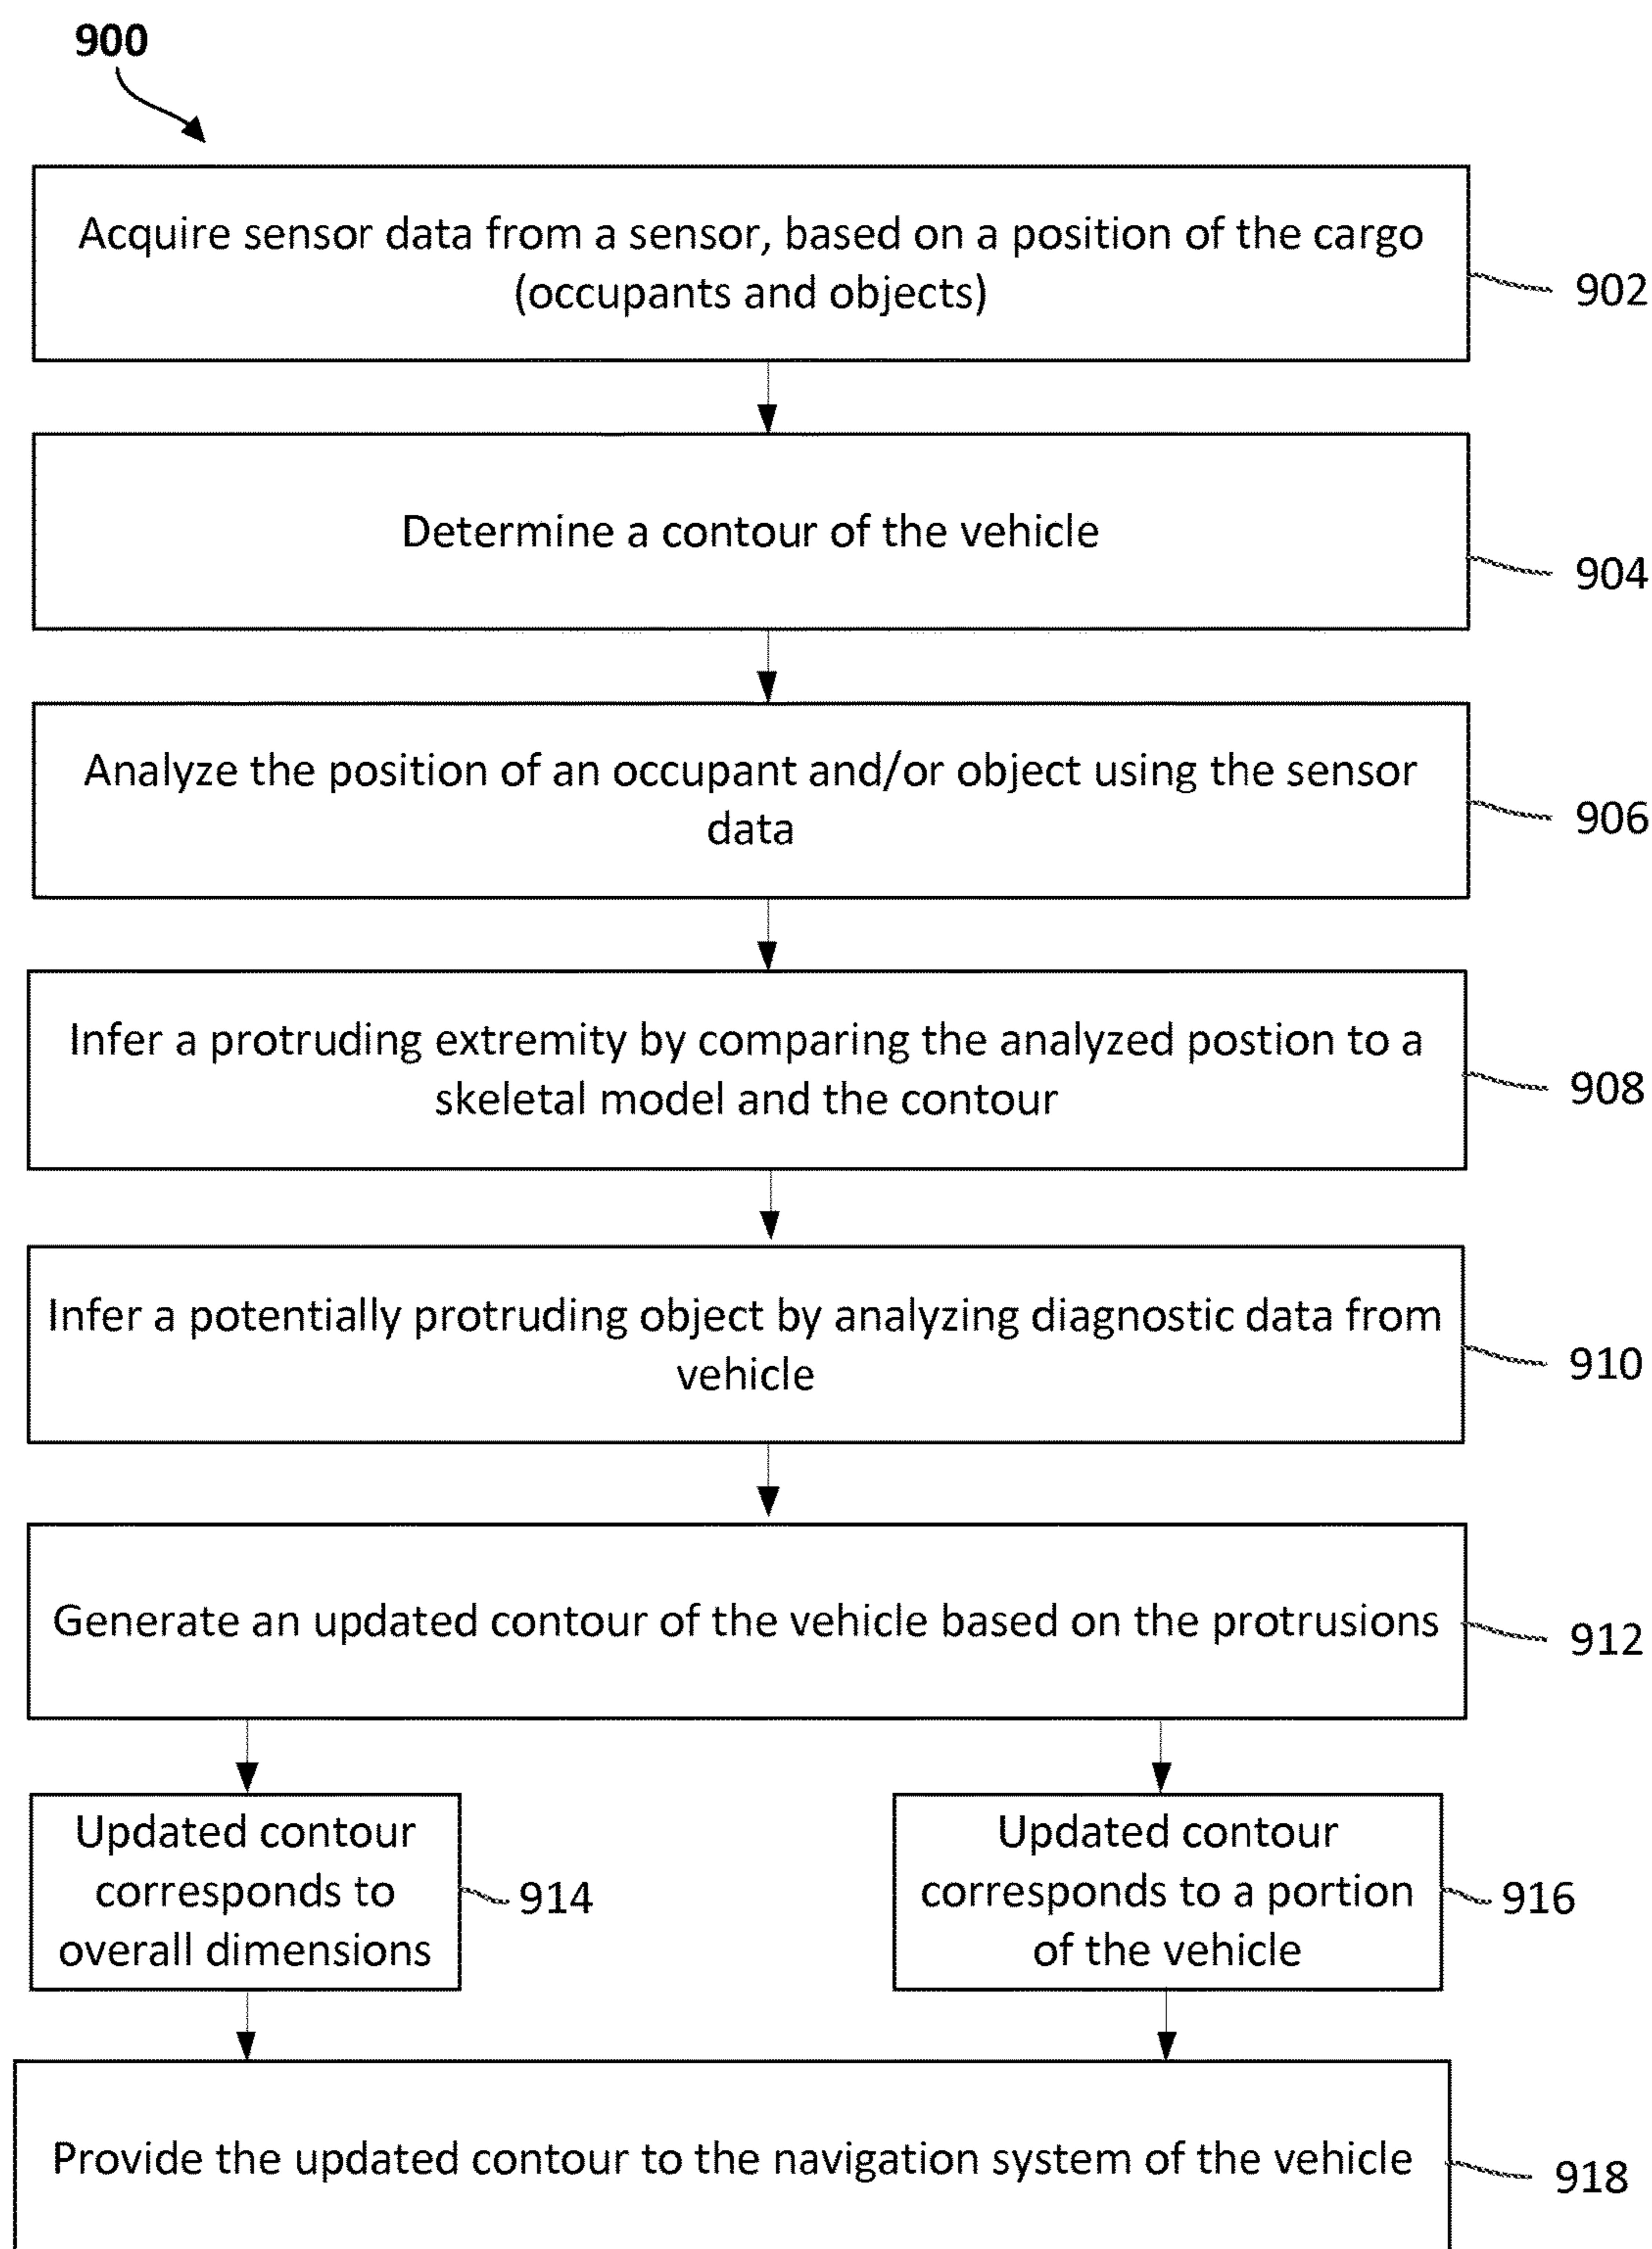 900
Acquire sensor data from a sensor, based on a position of the cargo
(occupants and objects)
902
Determine a contour of the vehicle
904
Analyze the position of an occupant and/or object using the sensor
data
906
Infer a protruding extremity by comparing the analyzed postion to a
skeletal model and the contour
908
Infer a potentially protruding object by analyzing diagnostic data from
vehicle
910
Generate an updated contour of the vehicle based on the protrusions
912
Updated contour
corresponds to
overall dimensions
914
Updated contour
corresponds to a portion
of the vehicle
916
Provide the updated contour to the navigation system of the vehicle
918